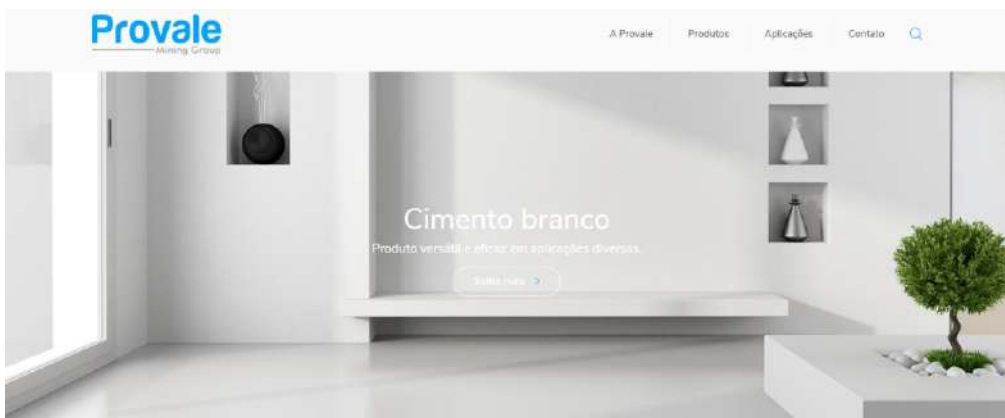 Provale
Mining Group
A Provale
Produtos
Aplicações
Contato
Cimento branco
Produto versátil e eficaz em aplicações diversas.
Saiba mais >